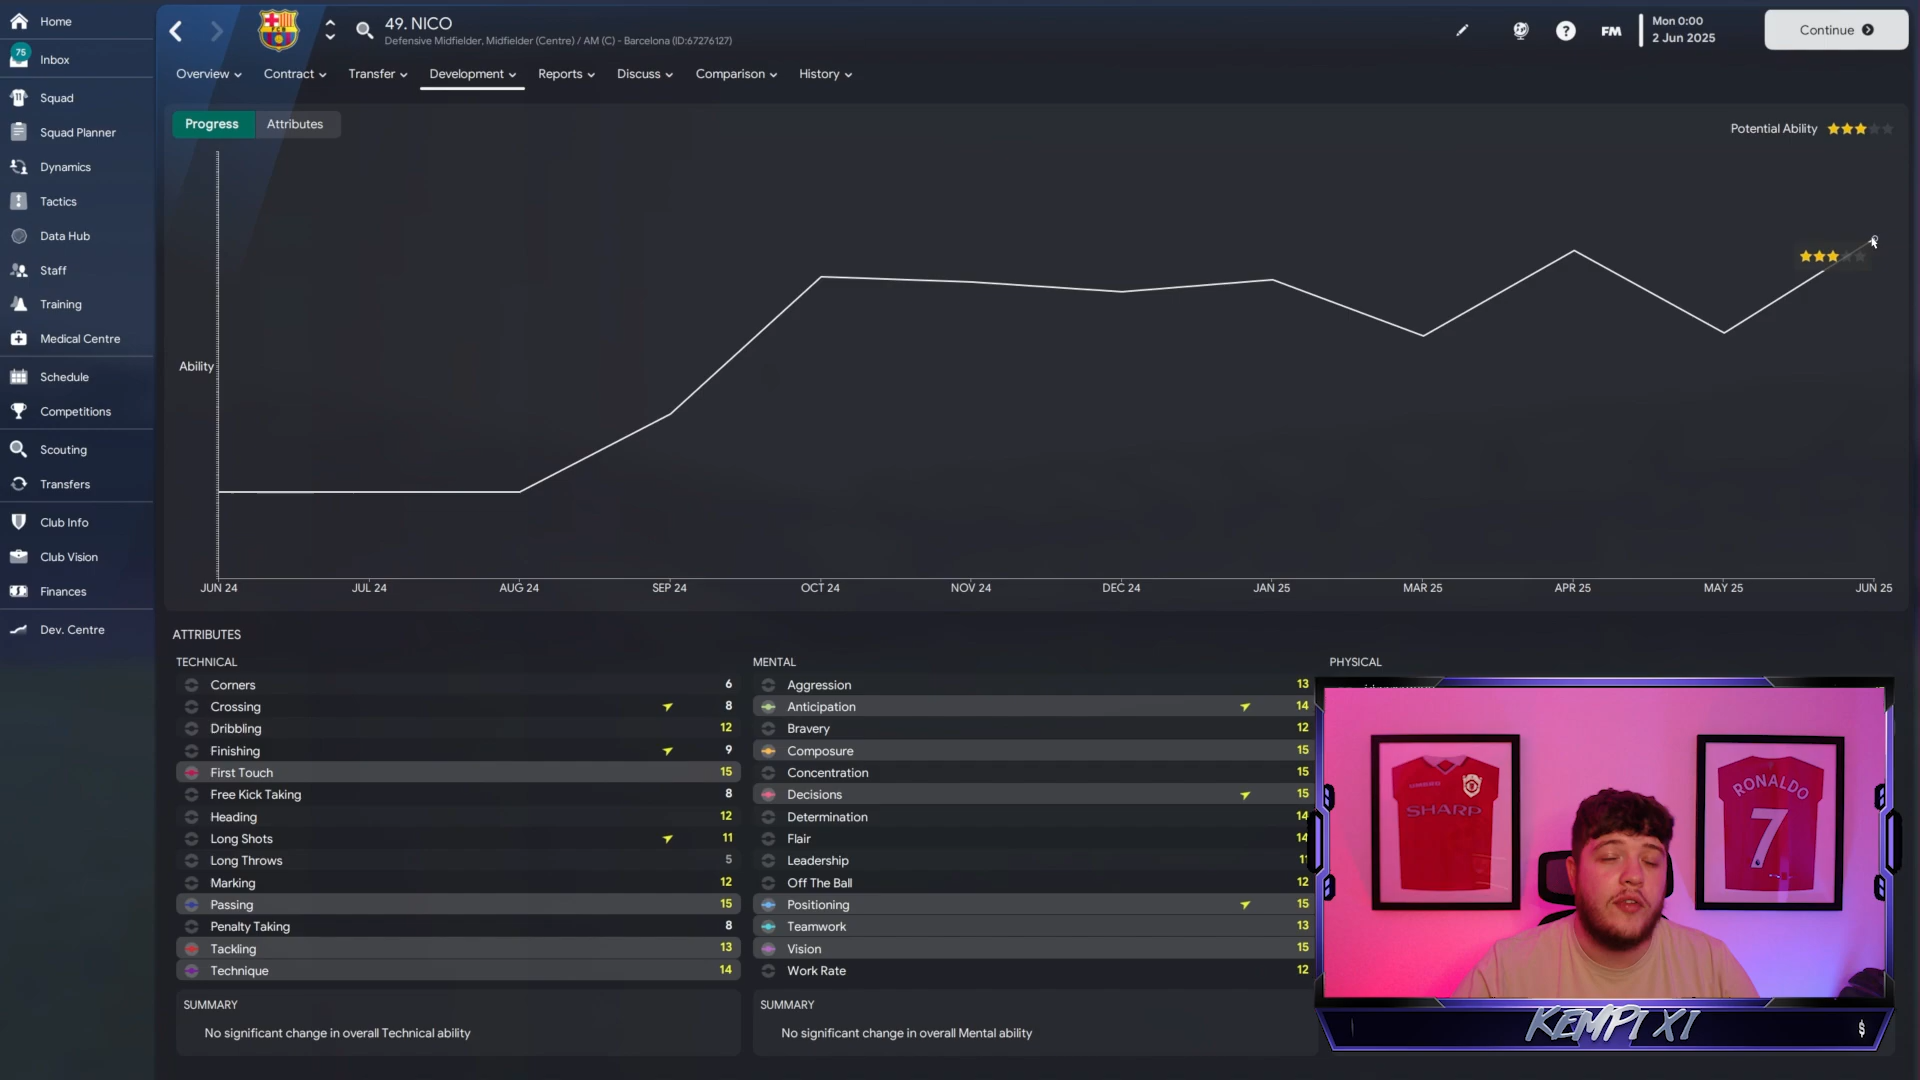 Home
75
Inbox
Squad
Squad Planner
Dynamics
Tactics
Data Hub
Staff
Training
Medical Centre
Schedule
Competitions
Scouting
Transfers
Club Info
Club Vision
Finances
Dev. Centre
49. NICO
Defensive Midfielder, Midfielder (Centre) / AM (C) - Barcelona (ID:67276127)
?
FM
Mon 0:00
2 Jun 2025
Continue
Overview
Contract
Transfer
Development
Reports
Discuss
Comparison
History
Progress
Attributes
Potential Ability
Ability
JUN 24
JUL 24
AUG 24
SEP 24
OCT 24
NOV 24
DEC 24
JAN 25
MAR 25
APR 25
MAY 25
JUN 25
ATTRIBUTES
TECHNICAL
Corners 6
Crossing 8
Dribbling 12
Finishing 9
First Touch 15
Free Kick Taking 8
Heading 12
Long Shots 11
Long Throws 5
Marking 12
Passing 15
Penalty Taking 8
Tackling 13
Technique 14
SUMMARY
No significant change in overall Technical ability
MENTAL
Aggression 13
Anticipation 14
Bravery 12
Composure 15
Concentration 15
Decisions 15
Determination 14
Flair 14
Leadership 11
Off The Ball 12
Positioning 15
Teamwork 13
Vision 15
Work Rate 12
SUMMARY
No significant change in overall Mental ability
PHYSICAL
SHARP
RONALDO
7
KEMPI XI
$